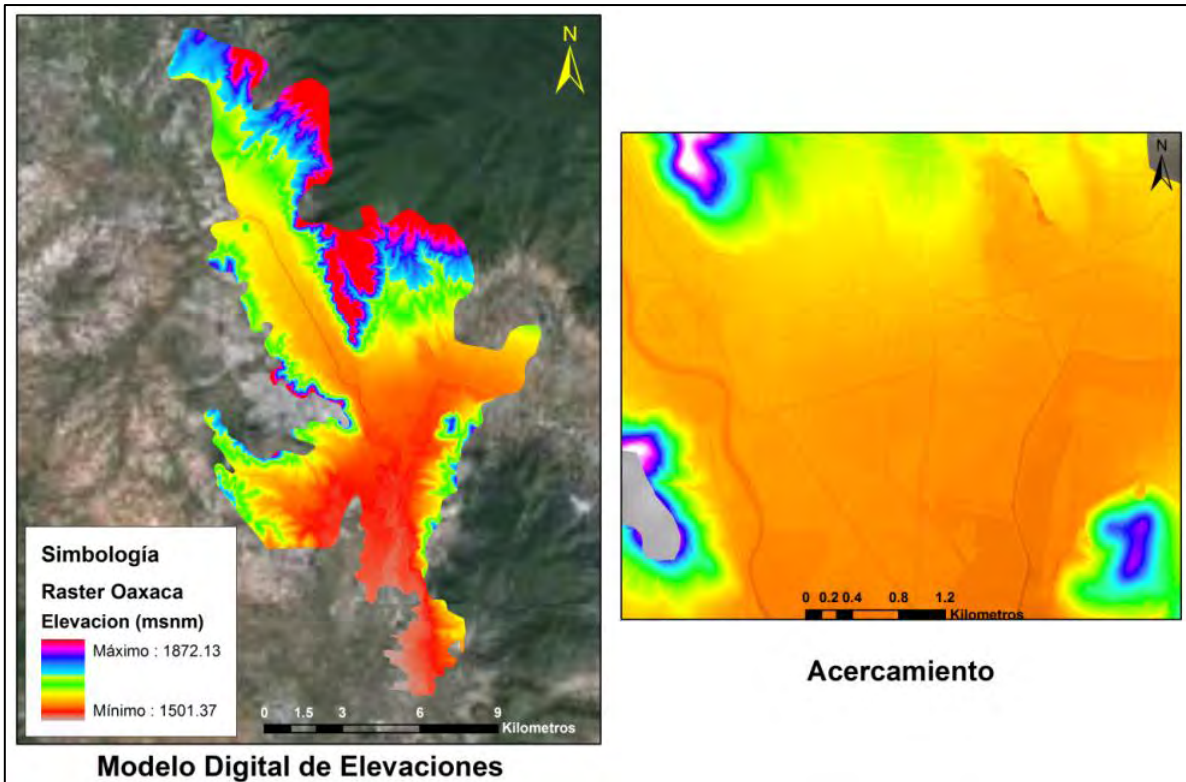 N
Simbología
Raster Oaxaca
Elevacion (msnm)
Máximo : 1872.13
Mínimo : 1501.37
0 1.5 3 6 9
Kilometros
Modelo Digital de Elevaciones
N
0 0.2 0.4 0.8 1.2
Kilometros
Acercamiento